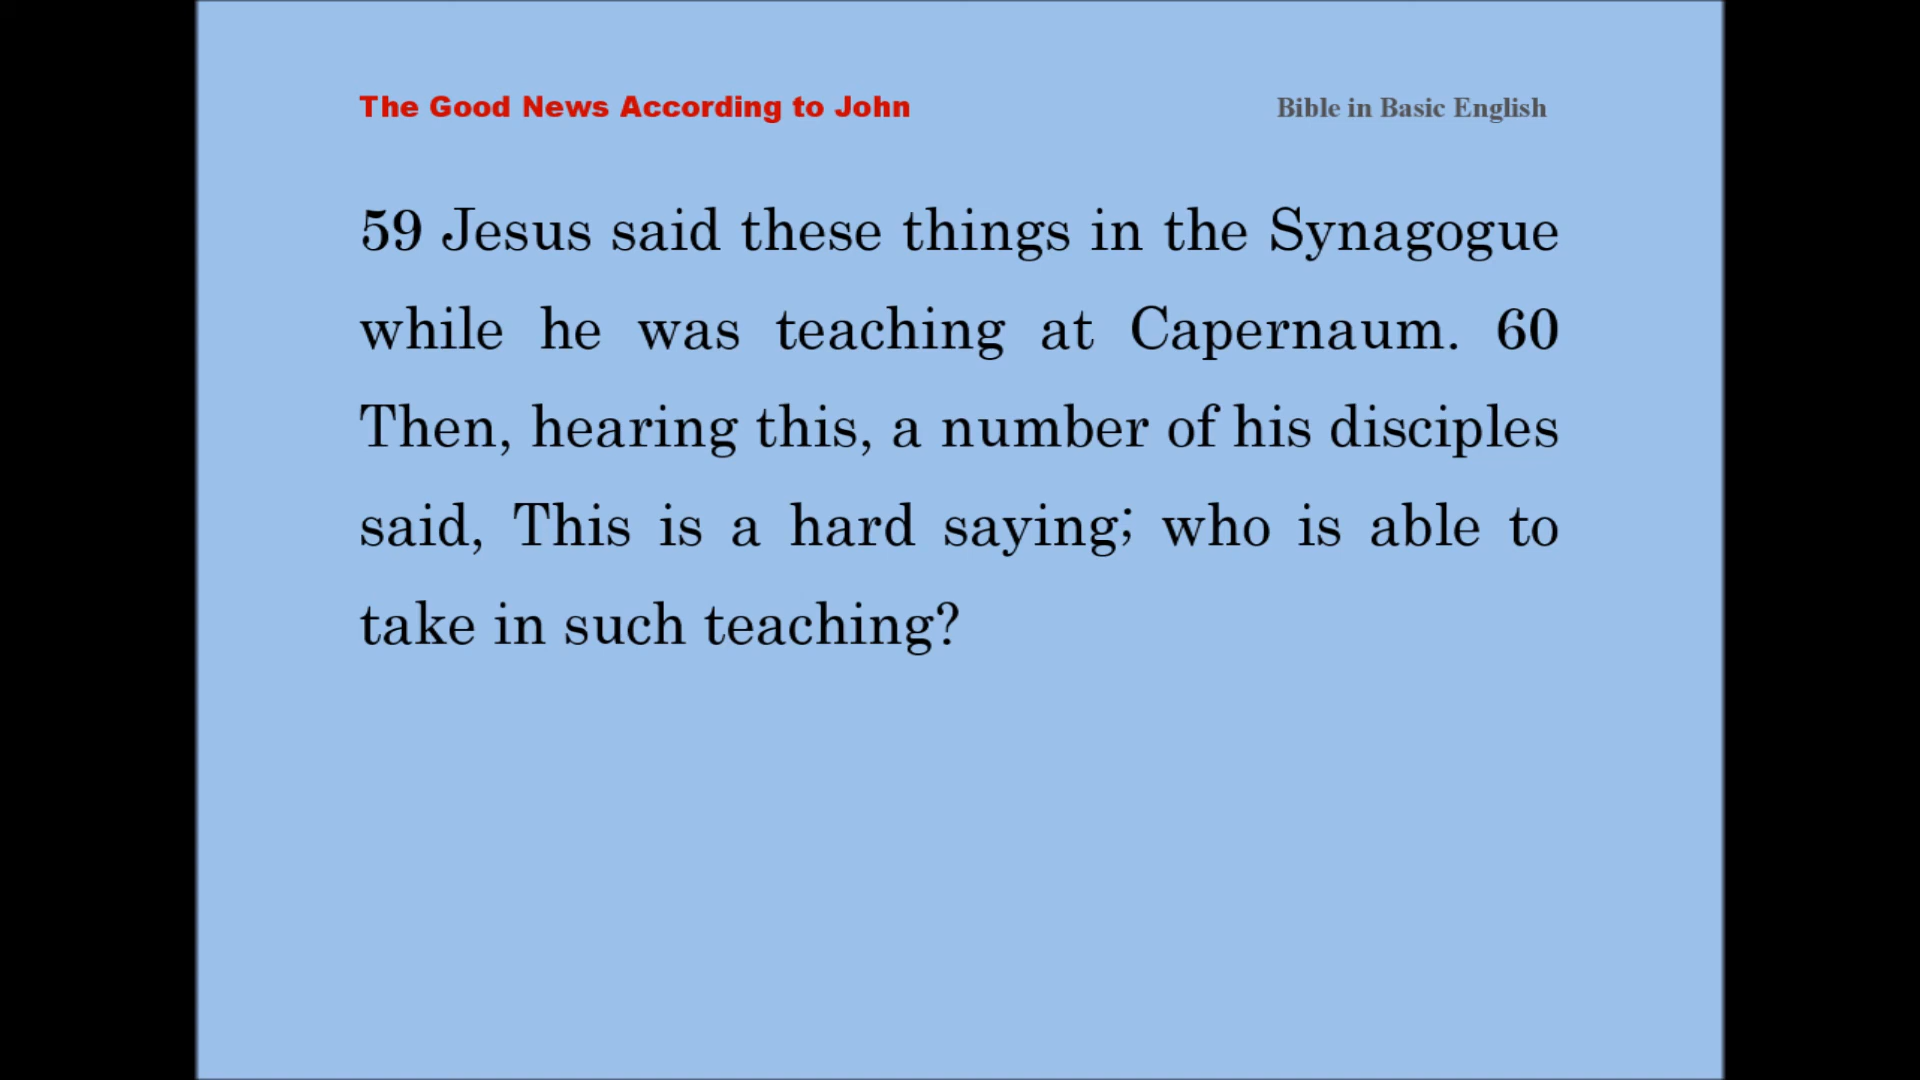 The Good News According to John
Bible in Basic English
59 Jesus said these things in the Synagogue
while he was teaching at Capernaum. 60
Then, hearing this, a number of his disciples
said, This is a hard saying; who is able to
take in such teaching?